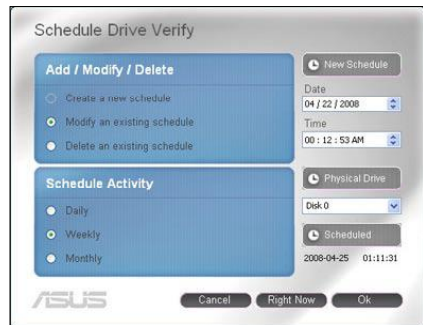 Schedule Drive Verify
Add / Modify / Delete
Create a new schedule
Modify an existing schedule
Delete an existing schedule
Schedule Activity
Daily
Weekly
Monthly
New Schedule
Date
04 / 22 / 2008
Time
00 : 12 : 53 AM
Physical Drive
Disk 0
Scheduled
2008-04-25 01:11:31
ASUS
Cancel
Right Now
Ok